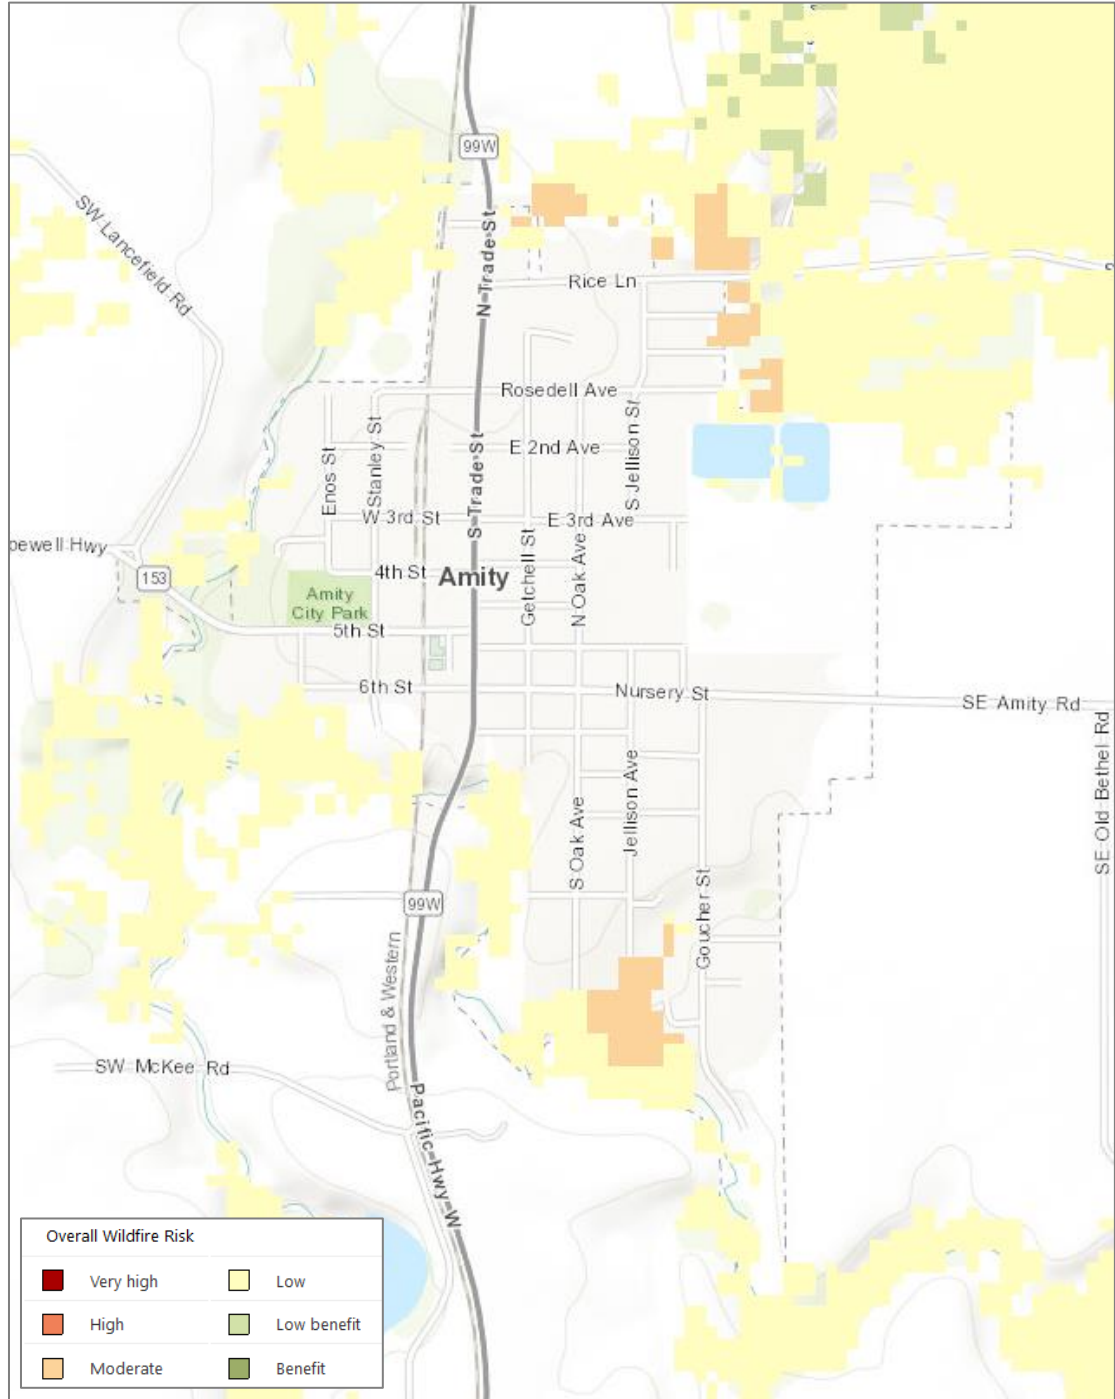 99W
SW Lancefield Rd
N Trade St
Rice Ln
Rosedell Ave
Stanley St
Enos St
S Trade St
E 2nd Ave
S Jellison St
W 3rd St
E 3rd Ave
pewell Hwy
153
4th St
Amity
Getchell St
N Oak Ave
Amity
City Park
5th St
6th St
Nursery St
SE Amity Rd
SE Old Bethel Rd
Jellison Ave
S Oak Ave
Goucher St
99W
Portland & Western
SW McKee Rd
Pacific Hwy W
Overall Wildfire Risk
Very high
Low
High
Low benefit
Moderate
Benefit